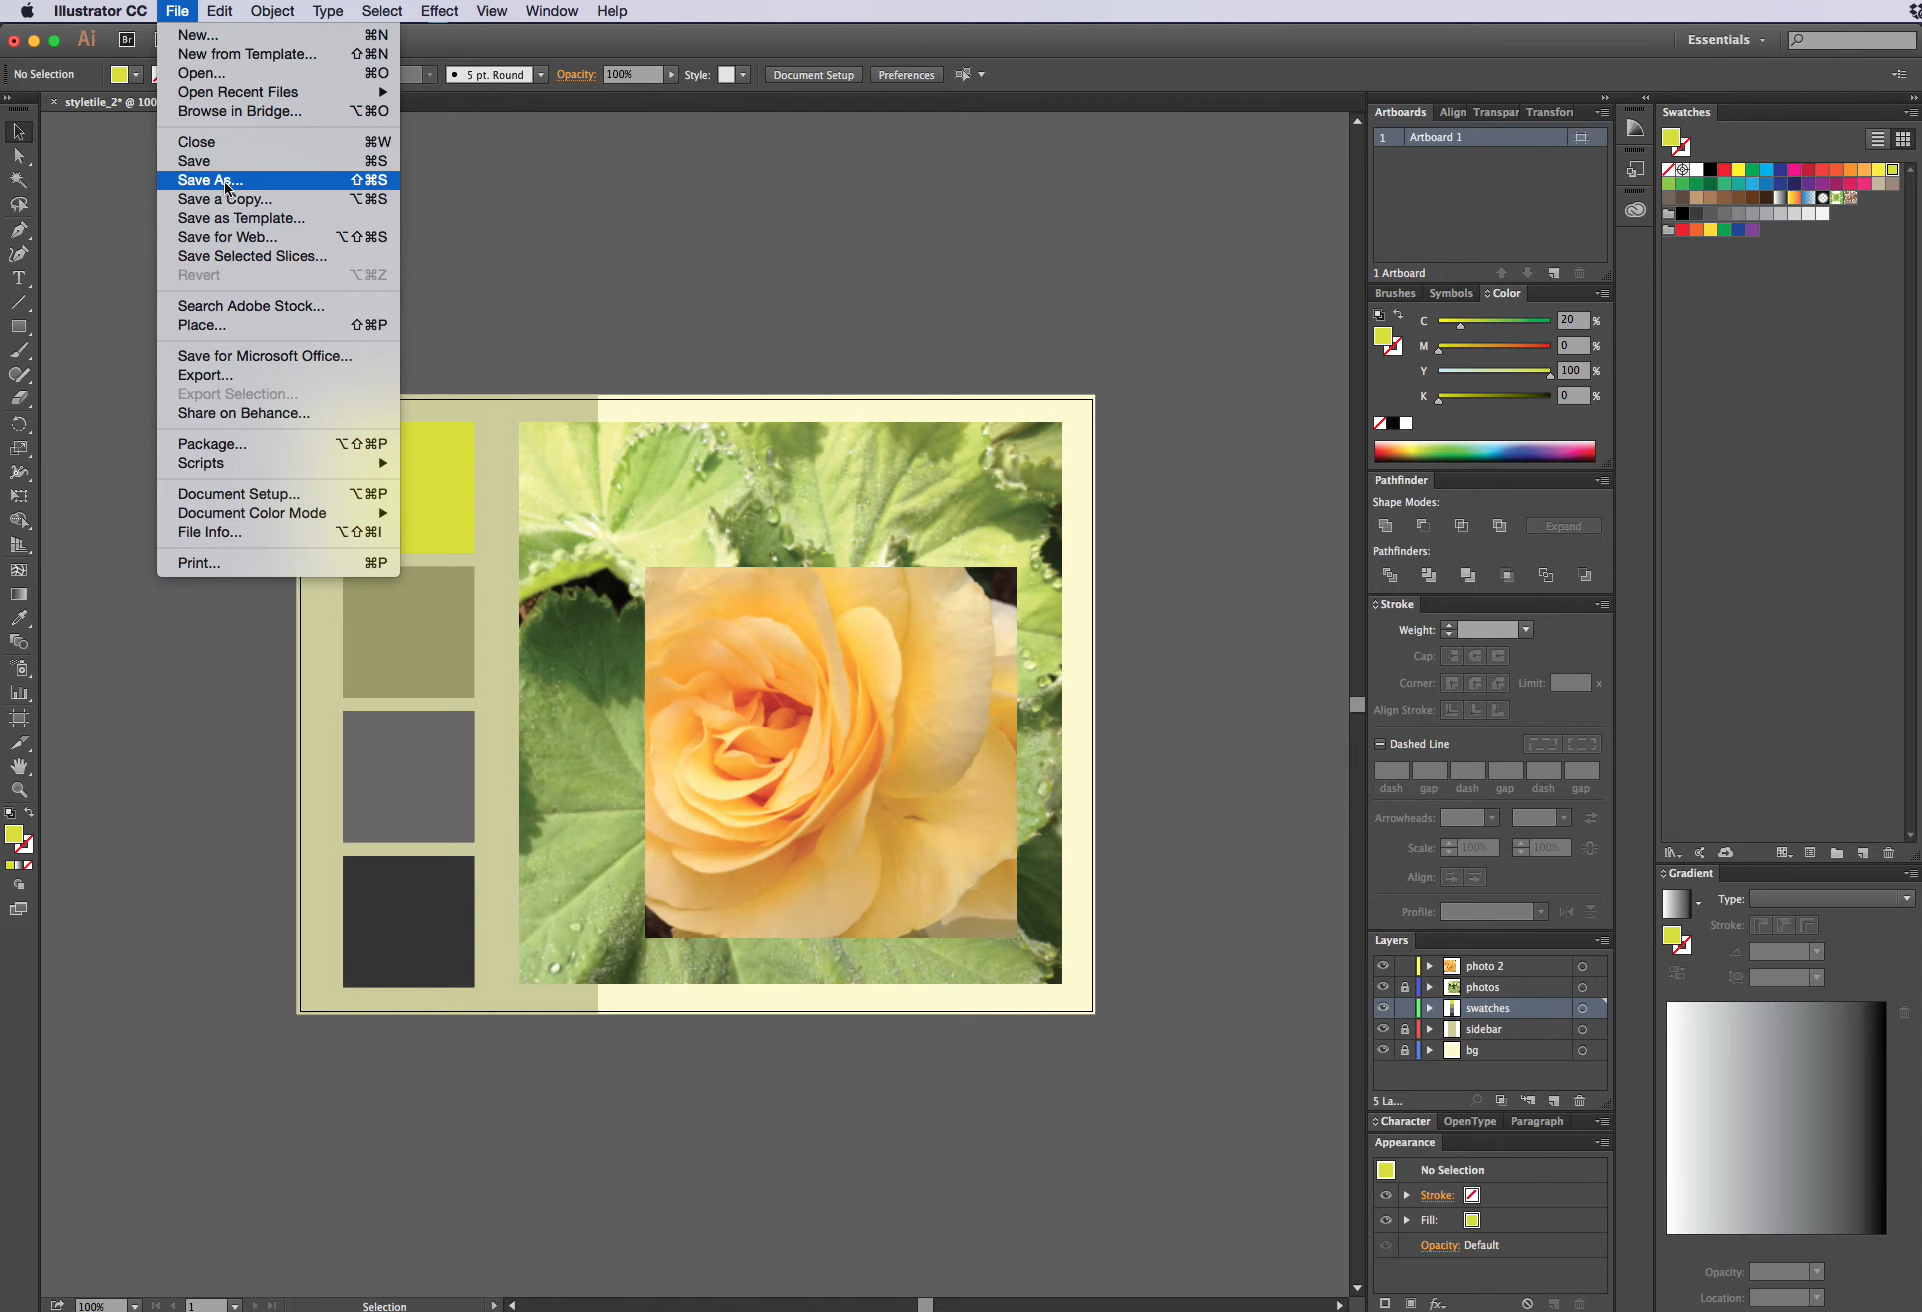 Illustrator CC File Edit Object Type Select Effect View Window Help
Ai Br Essentials
No Selection 5 pt. Round Opacity: 100% Style: Document Setup Preferences
styletile_2* @ 100
New... ⌘N
New from Template... ⇧⌘N
Open... ⌘O
Open Recent Files
Browse in Bridge... ⌥⌘O
Close ⌘W
Save ⌘S
Save As... ⇧⌘S
Save a Copy... ⌥⌘S
Save as Template...
Save for Web... ⌥⇧⌘S
Save Selected Slices...
Revert ⌥⌘Z
Search Adobe Stock...
Place... ⇧⌘P
Save for Microsoft Office...
Export...
Export Selection...
Share on Behance...
Package... ⌥⇧⌘P
Scripts
Document Setup... ⌥⌘P
Document Color Mode
File Info... ⌥⇧⌘I
Print... ⌘P
Artboards Align Transpar Transforn
1 Artboard 1
1 Artboard
Brushes Symbols Color
C 20 %
M 0 %
Y 100 %
K 0 %
Pathfinder
Shape Modes:
Expand
Pathfinders:
Stroke
Weight:
Cap:
Corner: Limit: x
Align Stroke:
Dashed Line
dash gap dash gap dash gap
Arrowheads:
Scale: 100% 100%
Align:
Profile:
Layers
photo 2
photos
swatches
sidebar
bg
5 La...
Character OpenType Paragraph
Appearance
No Selection
Stroke:
Fill:
Opacity: Default
fx
Swatches
Gradient
Type:
Stroke:
Opacity:
Location:
100% 1 Selection